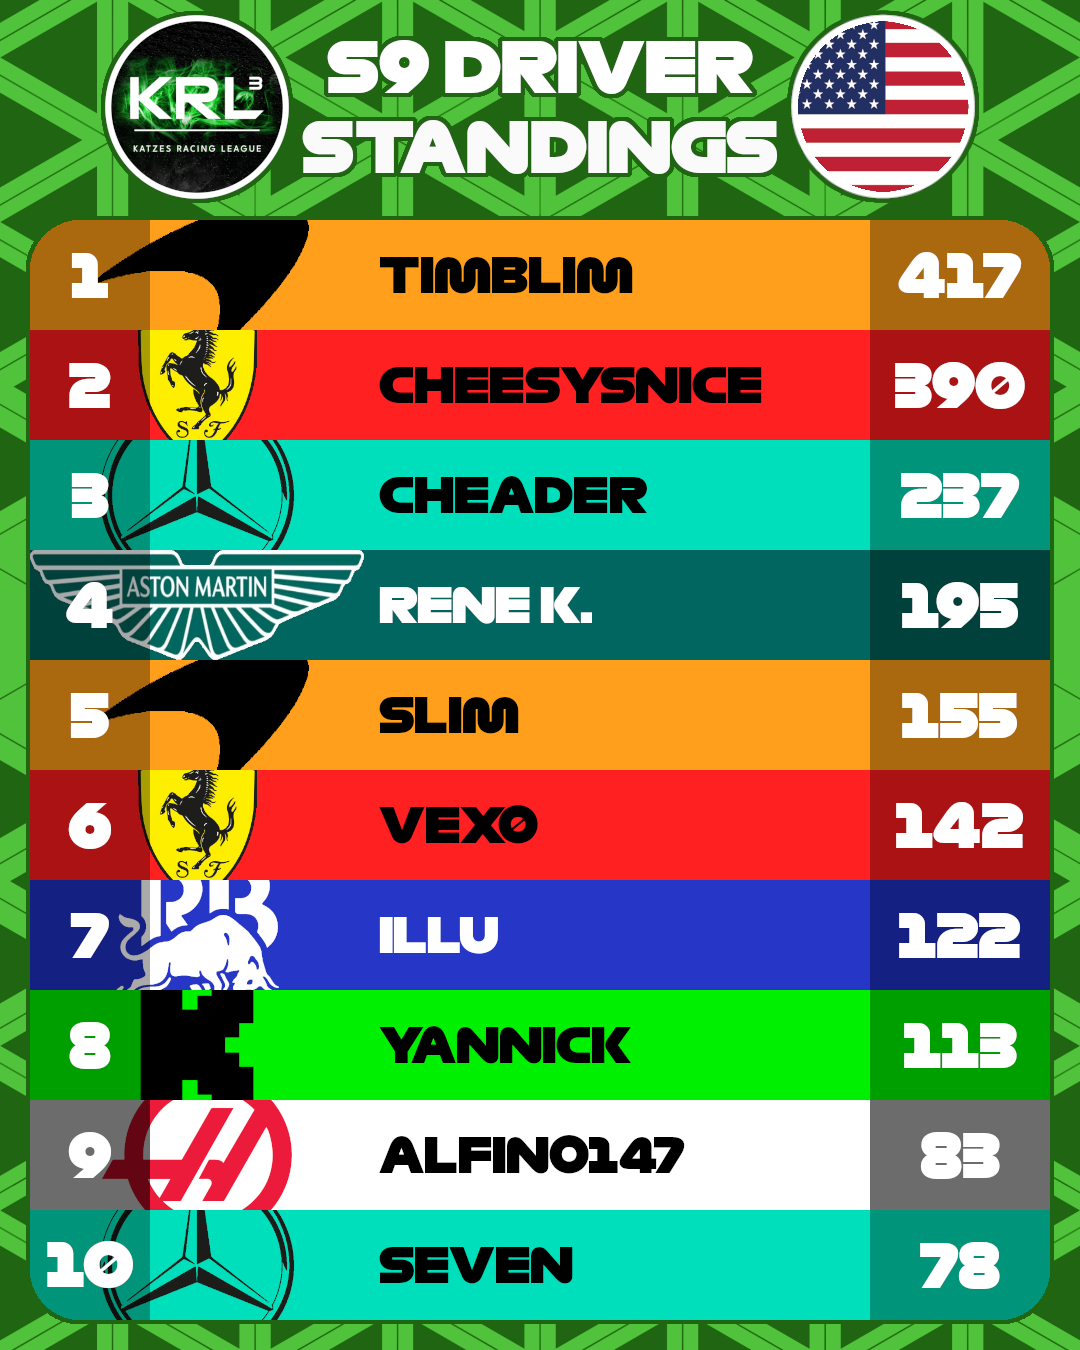 KRL3
KATZES RACING LEAGUE
S9 DRIVER
STANDINGS
1 TIMBLIM 417
2 S F CHEESYSNICE 390
3 CHEADER 237
4 ASTON MARTIN RENE K. 195
5 SLIM 155
6 S F VEX0 142
7 RB ILLU 122
8 YANNICK 113
9 ALFINO147 83
10 SEVEN 78